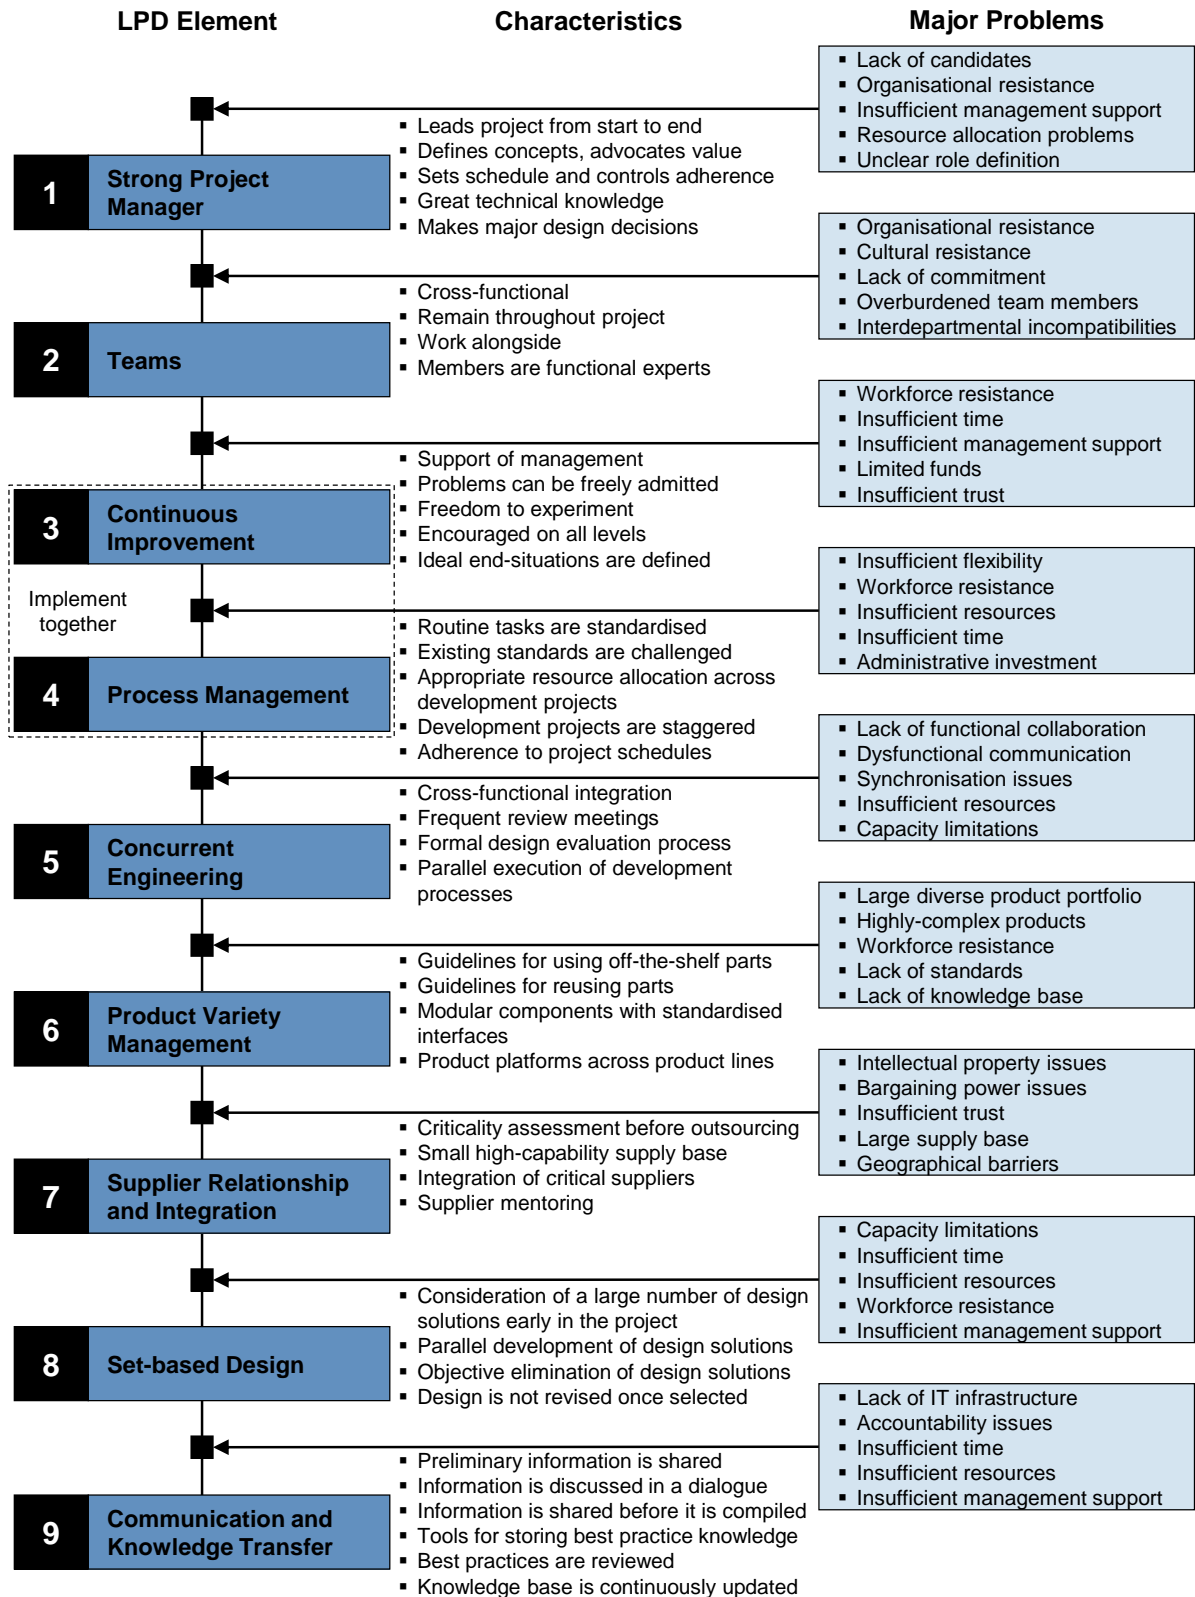 LPD Element
Characteristics
Major Problems
▪ Lack of candidates
▪ Organisational resistance
▪ Insufficient management support
▪ Resource allocation problems
▪ Unclear role definition
1
Strong Project
Manager
▪ Leads project from start to end
▪ Defines concepts, advocates value
▪ Sets schedule and controls adherence
▪ Great technical knowledge
▪ Makes major design decisions
▪ Organisational resistance
▪ Cultural resistance
▪ Lack of commitment
▪ Overburdened team members
▪ Interdepartmental incompatibilities
2
Teams
▪ Cross-functional
▪ Remain throughout project
▪ Work alongside
▪ Members are functional experts
▪ Workforce resistance
▪ Insufficient time
▪ Insufficient management support
▪ Limited funds
▪ Insufficient trust
3
Continuous
Improvement
▪ Support of management
▪ Problems can be freely admitted
▪ Freedom to experiment
▪ Encouraged on all levels
▪ Ideal end-situations are defined
Implement
together
▪ Insufficient flexibility
▪ Workforce resistance
▪ Insufficient resources
▪ Insufficient time
▪ Administrative investment
4
Process Management
▪ Routine tasks are standardised
▪ Existing standards are challenged
▪ Appropriate resource allocation across
development projects
▪ Development projects are staggered
▪ Adherence to project schedules
▪ Lack of functional collaboration
▪ Dysfunctional communication
▪ Synchronisation issues
▪ Insufficient resources
▪ Capacity limitations
5
Concurrent
Engineering
▪ Cross-functional integration
▪ Frequent review meetings
▪ Formal design evaluation process
▪ Parallel execution of development
processes
▪ Large diverse product portfolio
▪ Highly-complex products
▪ Workforce resistance
▪ Lack of standards
▪ Lack of knowledge base
6
Product Variety
Management
▪ Guidelines for using off-the-shelf parts
▪ Guidelines for reusing parts
▪ Modular components with standardised
interfaces
▪ Product platforms across product lines
▪ Intellectual property issues
▪ Bargaining power issues
▪ Insufficient trust
▪ Large supply base
▪ Geographical barriers
7
Supplier Relationship
and Integration
▪ Criticality assessment before outsourcing
▪ Small high-capability supply base
▪ Integration of critical suppliers
▪ Supplier mentoring
▪ Capacity limitations
▪ Insufficient time
▪ Insufficient resources
▪ Workforce resistance
▪ Insufficient management support
8
Set-based Design
▪ Consideration of a large number of design
solutions early in the project
▪ Parallel development of design solutions
▪ Objective elimination of design solutions
▪ Design is not revised once selected
▪ Lack of IT infrastructure
▪ Accountability issues
▪ Insufficient time
▪ Insufficient resources
▪ Insufficient management support
9
Communication and
Knowledge Transfer
▪ Preliminary information is shared
▪ Information is discussed in a dialogue
▪ Information is shared before it is compiled
▪ Tools for storing best practice knowledge
▪ Best practices are reviewed
▪ Knowledge base is continuously updated